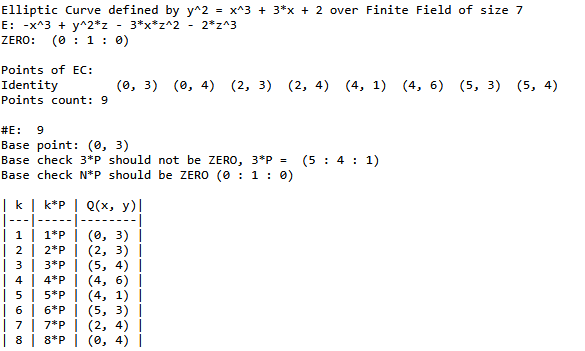 Elliptic Curve defined by y^2 = x^3 + 3*x + 2 over Finite Field of size 7
E: -x^3 + y^2*z - 3*x*z^2 - 2*z^3
ZERO:  (0 : 1 : 0)
Points of EC:
Identity        (0, 3)  (0, 4)  (2, 3)  (2, 4)  (4, 1)  (4, 6)  (5, 3)  (5, 4)
Points count: 9
#E:  9
Base point: (0, 3)
Base check 3*P should not be ZERO, 3*P =  (5 : 4 : 1)
Base check N*P should be ZERO (0 : 1 : 0)
| k | k*P | Q(x, y)|
|---|-----|--------|
| 1 | 1*P | (0, 3) |
| 2 | 2*P | (2, 3) |
| 3 | 3*P | (5, 4) |
| 4 | 4*P | (4, 6) |
| 5 | 5*P | (4, 1) |
| 6 | 6*P | (5, 3) |
| 7 | 7*P | (2, 4) |
| 8 | 8*P | (0, 4) |